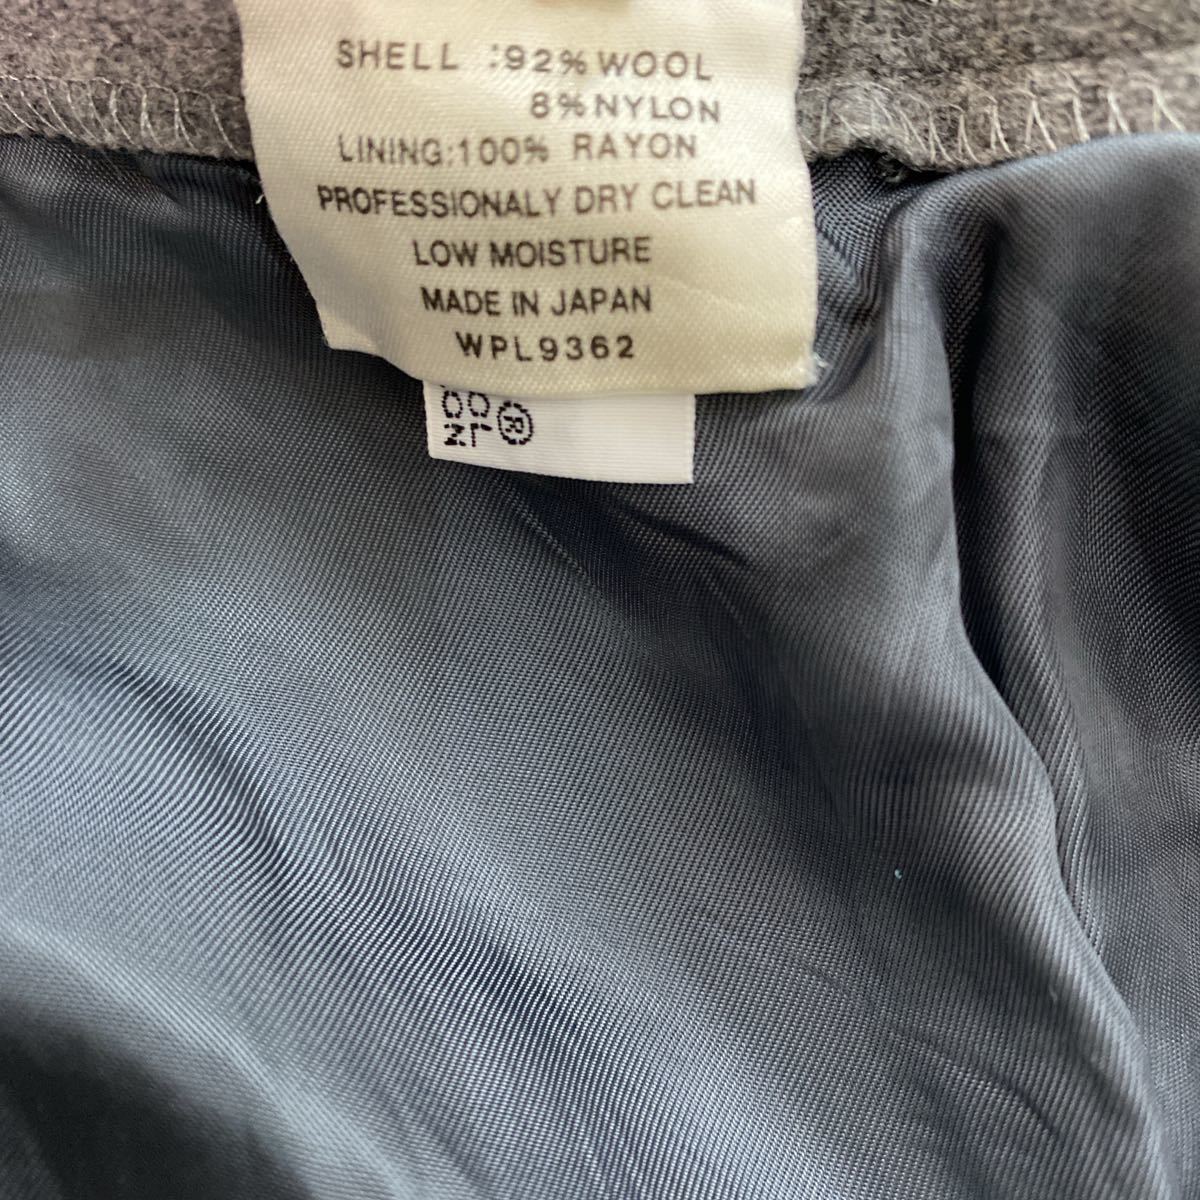 SHELL :92% WOOL
8% NYLON
LINING:100% RAYON
PROFESSIONALY DRY CLEAN
LOW MOISTURE
MADE IN JAPAN
WPL9362